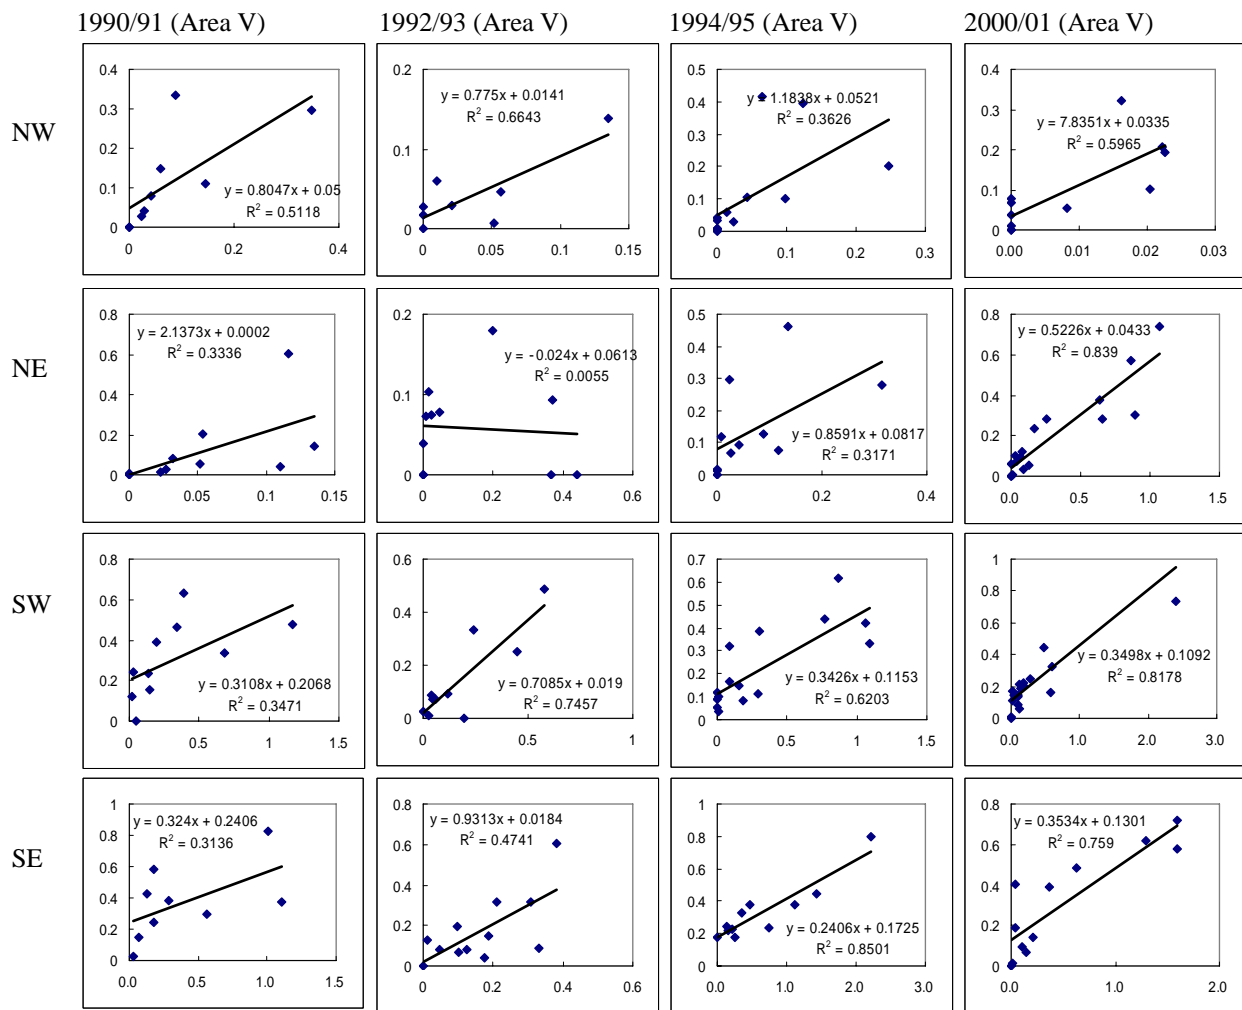 1990/91 (Area V) 1992/93 (Area V) 1994/95 (Area V) 2000/01 (Area V)
NW
0.4
0.3
0.2
0.1
0
0 0.2 0.4
y = 0.8047x + 0.05
R² = 0.5118
0.2
0.1
0
0 0.05 0.1 0.15
y = 0.775x + 0.0141
R² = 0.6643
0.5
0.4
0.3
0.2
0.1
0
0 0.1 0.2 0.3
y = 1.1838x + 0.0521
R² = 0.3626
0.4
0.3
0.2
0.1
0
0.00 0.01 0.02 0.03
y = 7.8351x + 0.0335
R² = 0.5965
NE
0.8
0.6
0.4
0.2
0
0 0.05 0.1 0.15
y = 2.1373x + 0.0002
R² = 0.3336
0.2
0.1
0
0 0.2 0.4 0.6
y = -0.024x + 0.0613
R² = 0.0055
0.5
0.4
0.3
0.2
0.1
0
0 0.2 0.4
y = 0.8591x + 0.0817
R² = 0.3171
0.8
0.6
0.4
0.2
0
0.0 0.5 1.0 1.5
y = 0.5226x + 0.0433
R² = 0.839
SW
0.8
0.6
0.4
0.2
0
0 0.5 1 1.5
y = 0.3108x + 0.2068
R² = 0.3471
0.6
0.4
0.2
0
0 0.5 1
y = 0.7085x + 0.019
R² = 0.7457
0.7
0.6
0.5
0.4
0.3
0.2
0.1
0
0 0.5 1 1.5
y = 0.3426x + 0.1153
R² = 0.6203
1
0.8
0.6
0.4
0.2
0
0.0 1.0 2.0 3.0
y = 0.3498x + 0.1092
R² = 0.8178
SE
1
0.8
0.6
0.4
0.2
0
0.0 0.5 1.0 1.5
y = 0.324x + 0.2406
R² = 0.3136
0.8
0.6
0.4
0.2
0
0 0.2 0.4 0.6
y = 0.9313x + 0.0184
R² = 0.4741
1
0.8
0.6
0.4
0.2
0
0.0 1.0 2.0 3.0
y = 0.2406x + 0.1725
R² = 0.8501
0.8
0.6
0.4
0.2
0
0.0 0.5 1.0 1.5 2.0
y = 0.3534x + 0.1301
R² = 0.759